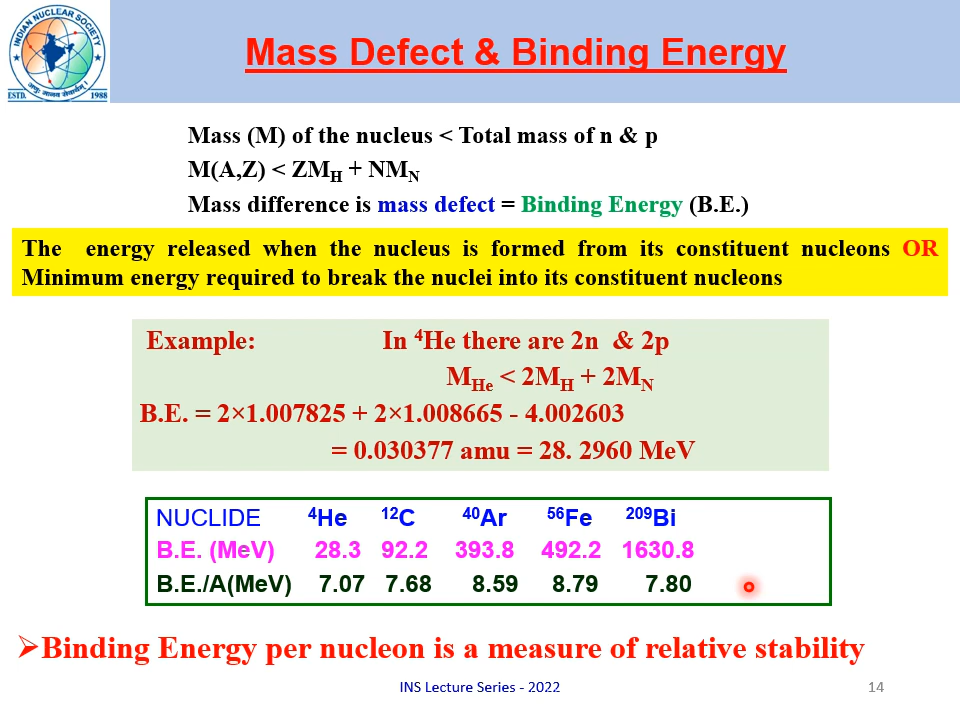 INDIAN NUCLEAR SOCIETY
ESTD. 1988
Mass Defect & Binding Energy
Mass (M) of the nucleus < Total mass of n & p
M(A,Z) < ZM_H + NM_N
Mass difference is mass defect = Binding Energy (B.E.)
The energy released when the nucleus is formed from its constituent nucleons OR
Minimum energy required to break the nuclei into its constituent nucleons
Example: In ⁴He there are 2n & 2p
M_He < 2M_H + 2M_N
B.E. = 2×1.007825 + 2×1.008665 - 4.002603
= 0.030377 amu = 28. 2960 MeV
NUCLIDE ⁴He ¹²C ⁴⁰Ar ⁵⁶Fe ²⁰⁹Bi
B.E. (MeV) 28.3 92.2 393.8 492.2 1630.8
B.E./A(MeV) 7.07 7.68 8.59 8.79 7.80
➢Binding Energy per nucleon is a measure of relative stability
INS Lecture Series - 2022 14